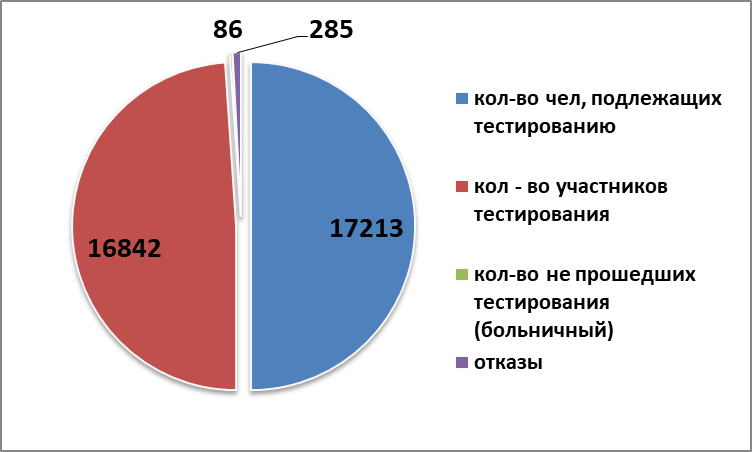 86
285
17213
16842
кол-во чел, подлежащих
тестированию
кол - во участников
тестирования
кол-во не прошедших
тестирования
(больничный)
отказы